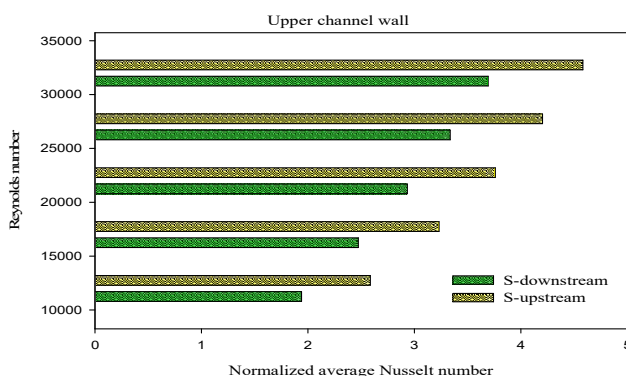 Upper channel wall
35000
30000
25000
20000
15000
10000
Reynolds number
S-downstream
S-upstream
0 1 2 3 4 5
Normalized average Nusselt number